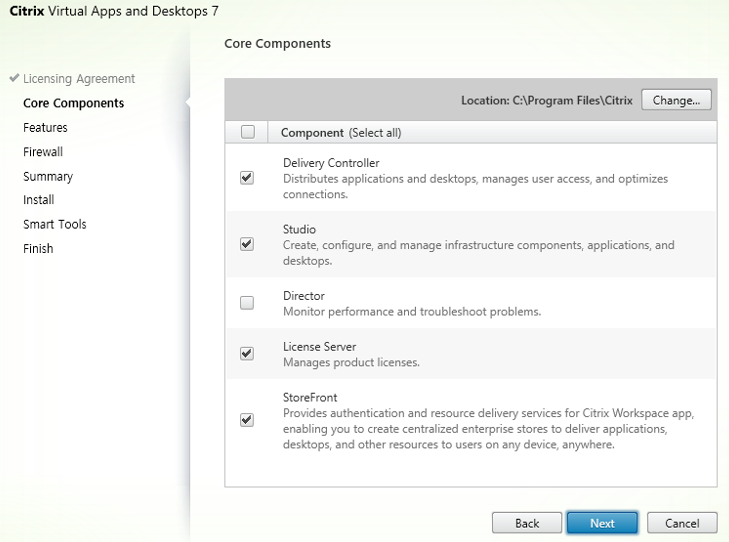 Citrix Virtual Apps and Desktops 7
Licensing Agreement
Core Components
Features
Firewall
Summary
Install
Smart Tools
Finish
Core Components
Location: C:\Program Files\Citrix
Change...
Component (Select all)
Delivery Controller
Distributes applications and desktops, manages user access, and optimizes
connections.
Studio
Create, configure, and manage infrastructure components, applications, and
desktops.
Director
Monitor performance and troubleshoot problems.
License Server
Manages product licenses.
StoreFront
Provides authentication and resource delivery services for Citrix Workspace app,
enabling you to create centralized enterprise stores to deliver applications,
desktops, and other resources to users on any device, anywhere.
Back
Next
Cancel